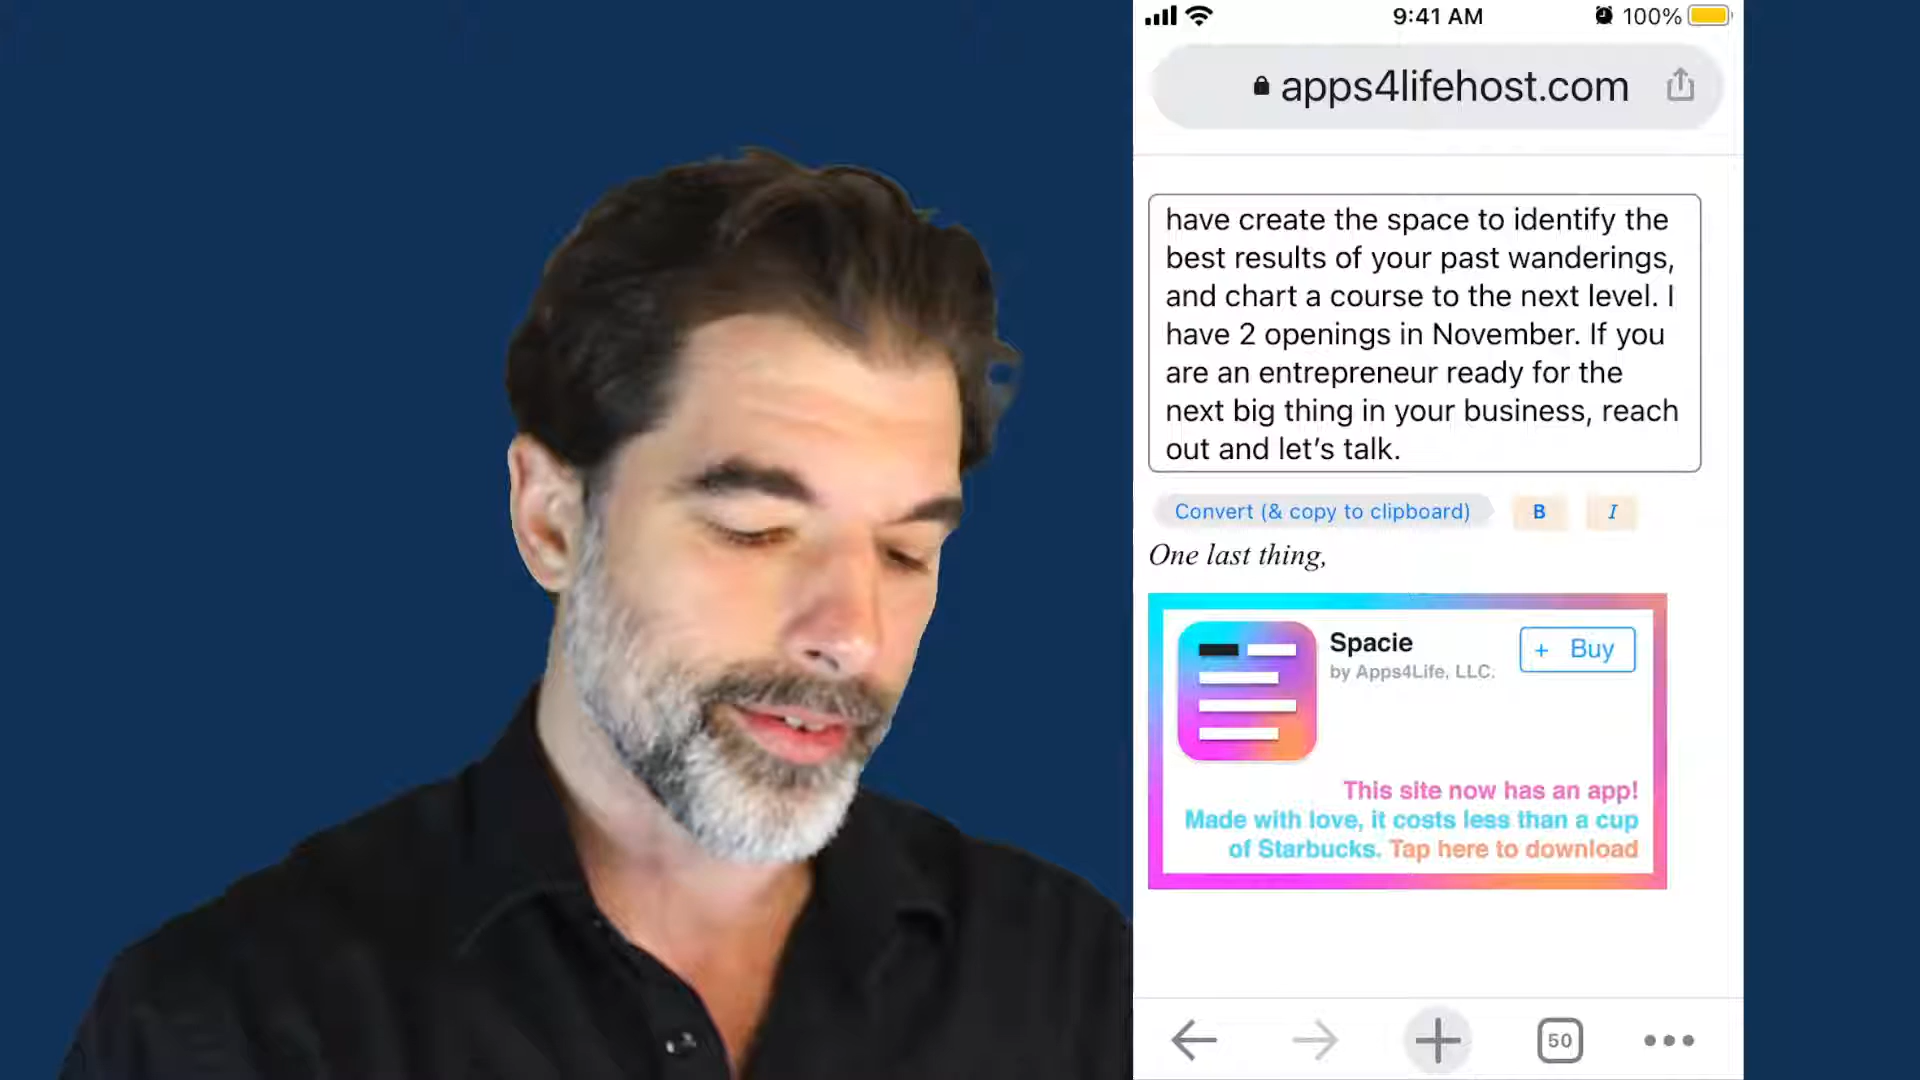 9:41 AM
100%
apps4lifehost.com
have create the space to identify the
best results of your past wanderings,
and chart a course to the next level. I
have 2 openings in November. If you
are an entrepreneur ready for the
next big thing in your business, reach
out and let’s talk.
Convert (& copy to clipboard)
B
I
One last thing,
Spacie
+ Buy
by Apps4Life, LLC.
This site now has an app!
Made with love, it costs less than a cup
of Starbucks. Tap here to download
50